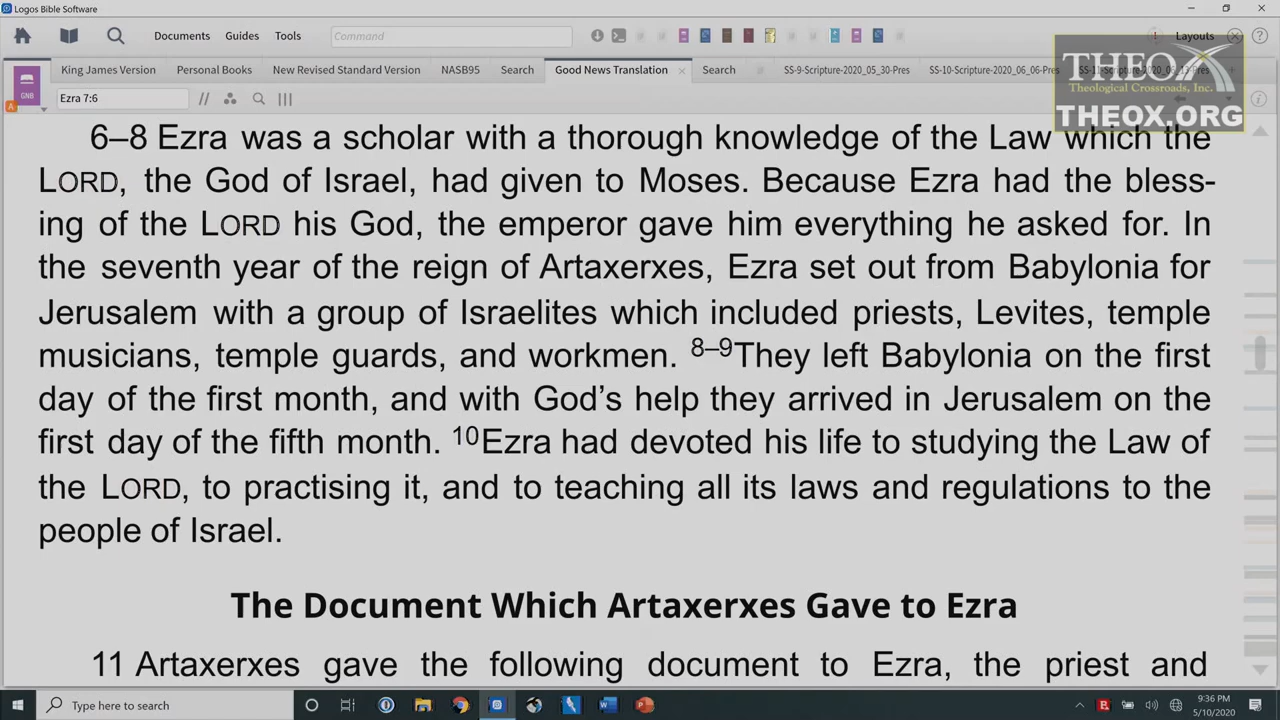 Logos Bible Software
Documents Guides Tools Command Layouts
THEOX
Theological Crossroads, Inc.
THEOX.ORG
King James Version Personal Books New Revised Standard Vers NASB95 Search Good News Translation Search SS-9-Scripture-2020_05_30-Pres SS-10-Scripture-2020_06_06-Pres
GNB
A
Ezra 7:6
6–8 Ezra was a scholar with a thorough knowledge of the Law which the
LORD, the God of Israel, had given to Moses. Because Ezra had the bless-
ing of the LORD his God, the emperor gave him everything he asked for. In
the seventh year of the reign of Artaxerxes, Ezra set out from Babylonia for
Jerusalem with a group of Israelites which included priests, Levites, temple
musicians, temple guards, and workmen. 8–9They left Babylonia on the first
day of the first month, and with God’s help they arrived in Jerusalem on the
first day of the fifth month. 10Ezra had devoted his life to studying the Law of
the LORD, to practising it, and to teaching all its laws and regulations to the
people of Israel.
The Document Which Artaxerxes Gave to Ezra
11 Artaxerxes gave the following document to Ezra, the priest and
Type here to search
9:36 PM
5/10/2020